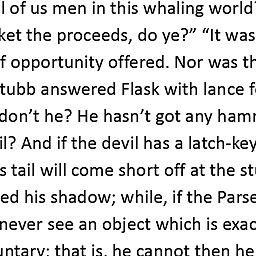 l of us men in this whaling world
ket the proceeds, do ye?” “It was
f opportunity offered. Nor was th
tubb answered Flask with lance f
don’t he? He hasn’t got any ham
il? And if the devil has a latch-key
s tail will come short off at the st
ed his shadow; while, if the Parse
never see an object which is exac
untary; that is, he cannot then he